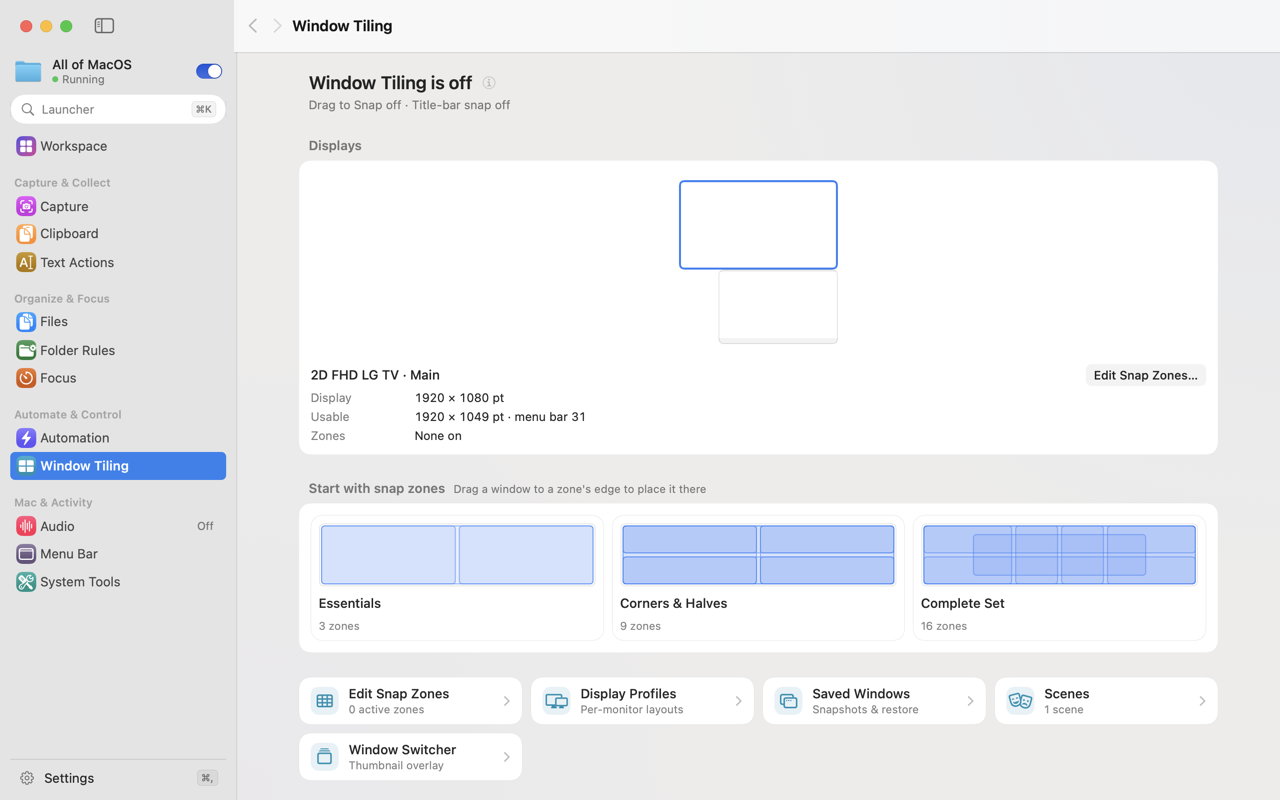 Window Tiling
All of MacOS
Running
Launcher
⌘K
Workspace
Capture & Collect
Capture
Clipboard
Text Actions
Organize & Focus
Files
Folder Rules
Focus
Automate & Control
Automation
Window Tiling
Mac & Activity
Audio
Off
Menu Bar
System Tools
Settings
⌘,
Window Tiling is off
Drag to Snap off · Title-bar snap off
Displays
2D FHD LG TV · Main
Edit Snap Zones...
Display 1920 × 1080 pt
Usable 1920 × 1049 pt · menu bar 31
Zones None on
Start with snap zones Drag a window to a zone's edge to place it there
Essentials
3 zones
Corners & Halves
9 zones
Complete Set
16 zones
Edit Snap Zones
0 active zones
Display Profiles
Per-monitor layouts
Saved Windows
Snapshots & restore
Scenes
1 scene
Window Switcher
Thumbnail overlay